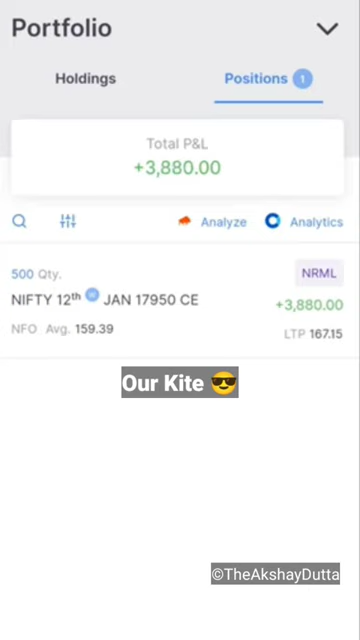 Portfolio
Holdings Positions 1
Total P&L
+3,880.00
Analyze Analytics
500 Qty. NRML
NIFTY 12th w JAN 17950 CE +3,880.00
NFO Avg. 159.39 LTP 167.15
Our Kite 😎
©TheAkshayDutta